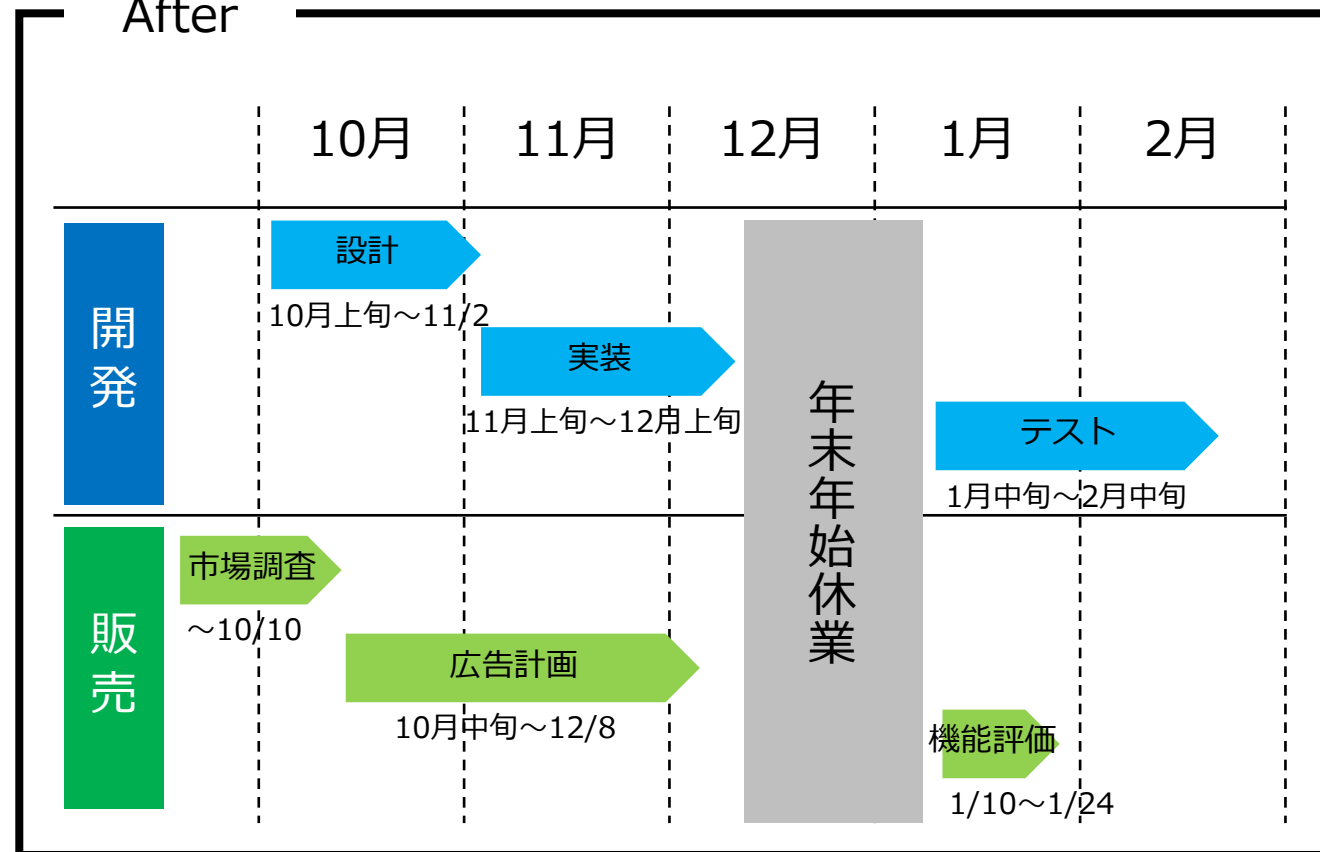 After
10月 11月 12月 1月 2月
開発
設計
10月上旬～11/2
実装
11月上旬～12月上旬
年末年始休業
テスト
1月中旬～2月中旬
販売
市場調査
～10/10
広告計画
10月中旬～12/8
機能評価
1/10～1/24